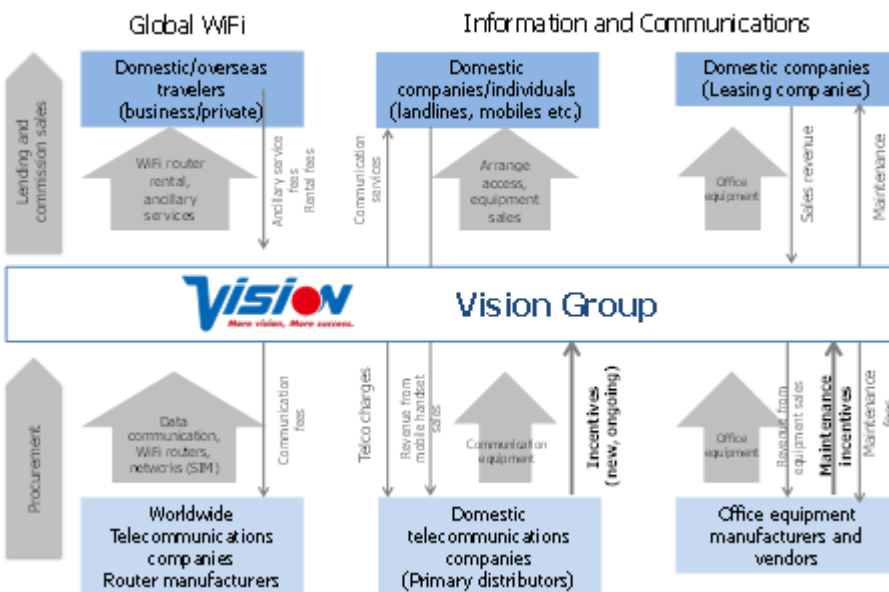 Global WiFi
Information and Communications
Lending and
commission sales
Domestic/overseas
travelers
(business/private)
Domestic
companies/individuals
(landlines, mobiles etc.)
Domestic companies
(Leasing companies)
WiFi router
rental,
ancillary
services
Ancillary service
fees
Rental fees
Communication
services
Arrange
access,
equipment
sales
Office
equipment
Sales revenue
Maintenance
VISION
More vision, More success.
Vision Group
Procurement
Data
communication,
WiFi routers,
networks (SIM)
Communication
fees
Telco charges
Revenue from
mobile handset
sales
Communication
equipment
Incentives
(new, ongoing)
Office
equipment
Revenue from
equipment sales
Maintenance
incentives
Maintenance
fees
Worldwide
Telecommunications
companies
Router manufacturers
Domestic
telecommunications
companies
(Primary distributors)
Office equipment
manufacturers and
vendors